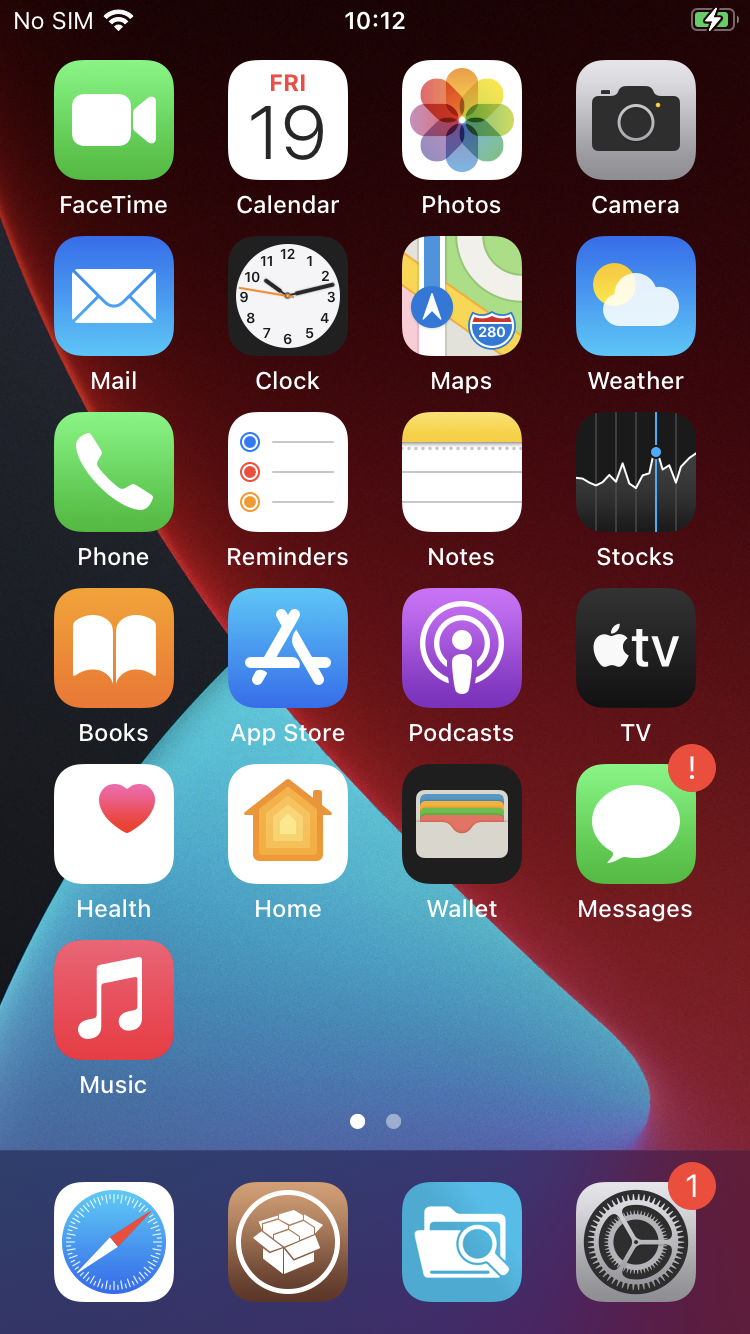 No SIM 10:12
FRI
19
FaceTime Calendar Photos Camera
12
11 1
10 2
9 3
8 4
7 5
6
280
Mail Clock Maps Weather
Phone Reminders Notes Stocks
tv
Books App Store Podcasts TV
!
Health Home Wallet Messages
Music
1